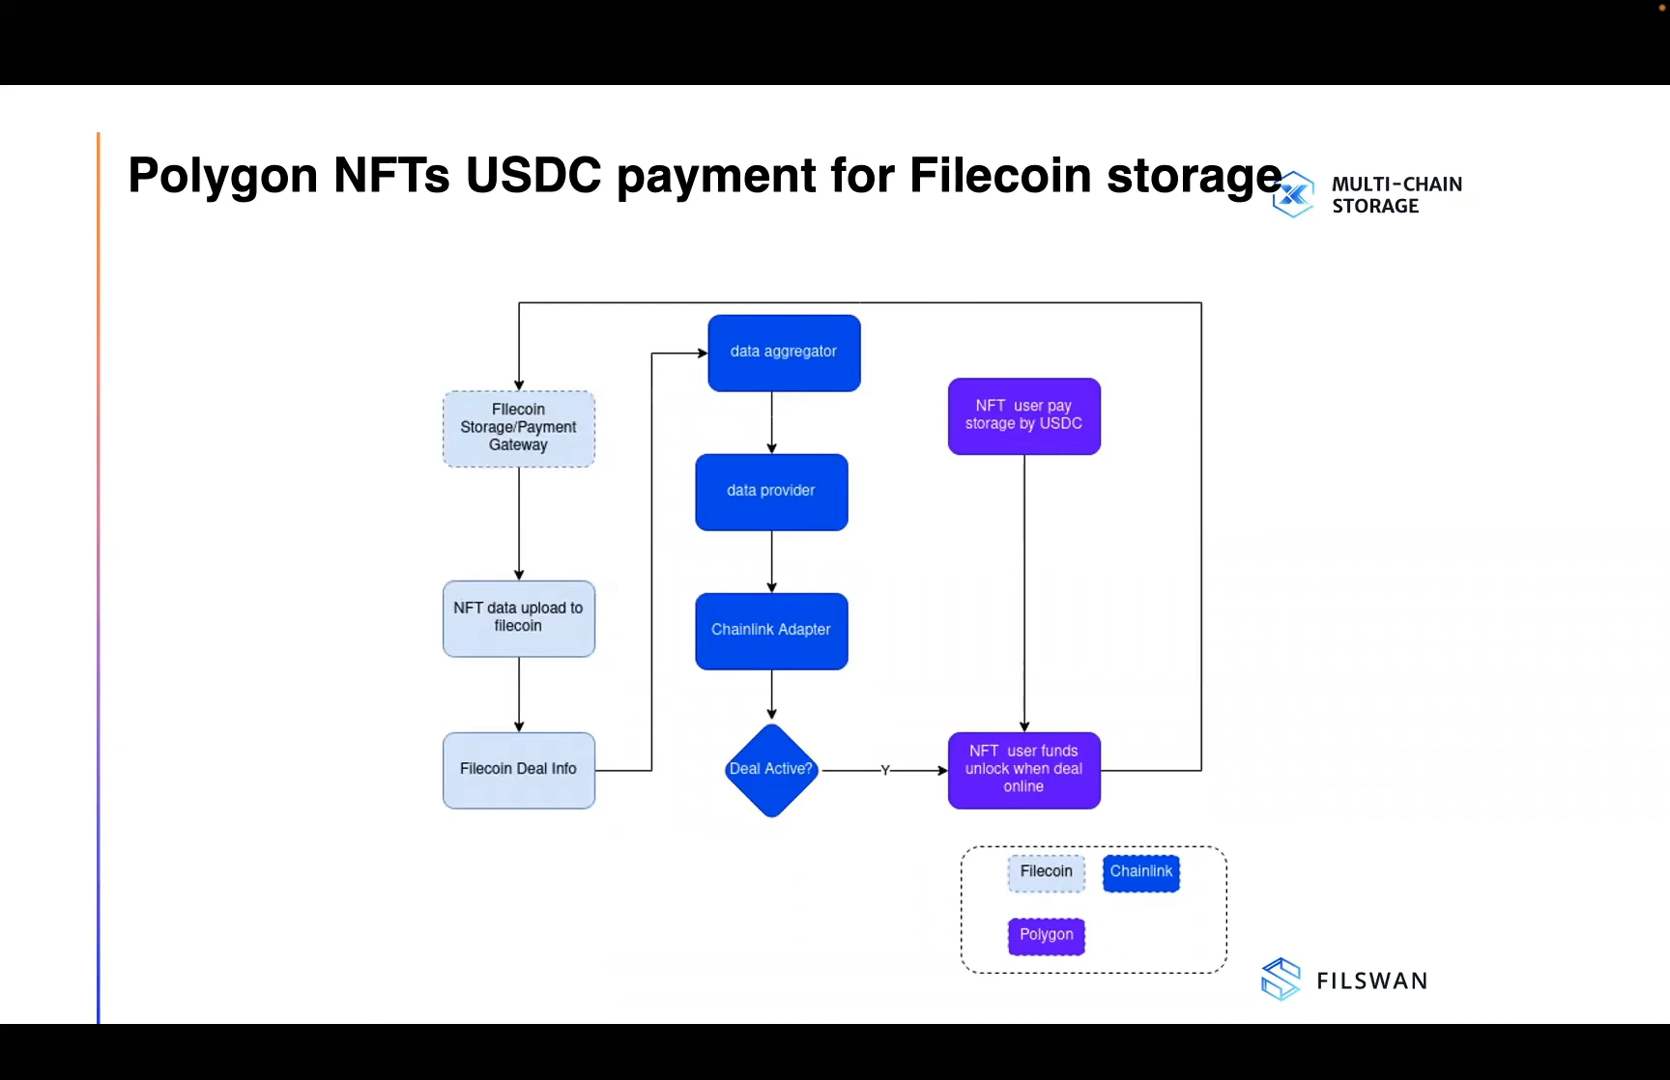 Polygon NFTs USDC payment for Filecoin storage
MULTI-CHAIN
STORAGE
data aggregator
FIlecoin
Storage/Payment
Gateway
NFT user pay
storage by USDC
data provider
NFT data upload to
filecoin
Chainlink Adapter
Filecoin Deal Info
Deal Active?
Y
NFT user funds
unlock when deal
online
Filecoin
Chainlink
Polygon
FILSWAN